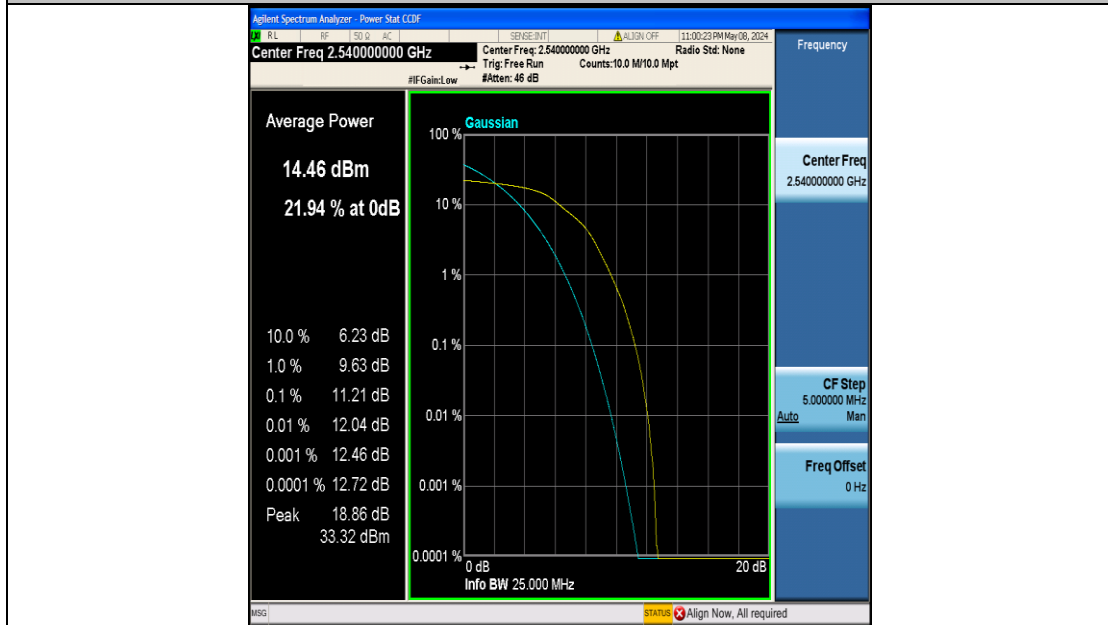 Agilent Spectrum Analyzer - Power Stat CCDF
RL RF 50 Ω AC SENSE:INT ALIGN OFF 11:00:23 PM May 08, 2024
Center Freq 2.540000000 GHz
Center Freq: 2.540000000 GHz Radio Std: None
Trig: Free Run Counts:10.0 M/10.0 Mpt
#IFGain:Low #Atten: 46 dB
Frequency
Average Power
14.46 dBm
21.94 % at 0dB
10.0 % 6.23 dB
1.0 % 9.63 dB
0.1 % 11.21 dB
0.01 % 12.04 dB
0.001 % 12.46 dB
0.0001 % 12.72 dB
Peak 18.86 dB
33.32 dBm
Gaussian
100 %
10 %
1 %
0.1 %
0.01 %
0.001 %
0.0001 %
0 dB 20 dB
Info BW 25.000 MHz
Center Freq
2.540000000 GHz
CF Step
5.000000 MHz
Auto Man
Freq Offset
0 Hz
MSG STATUS Align Now, All required